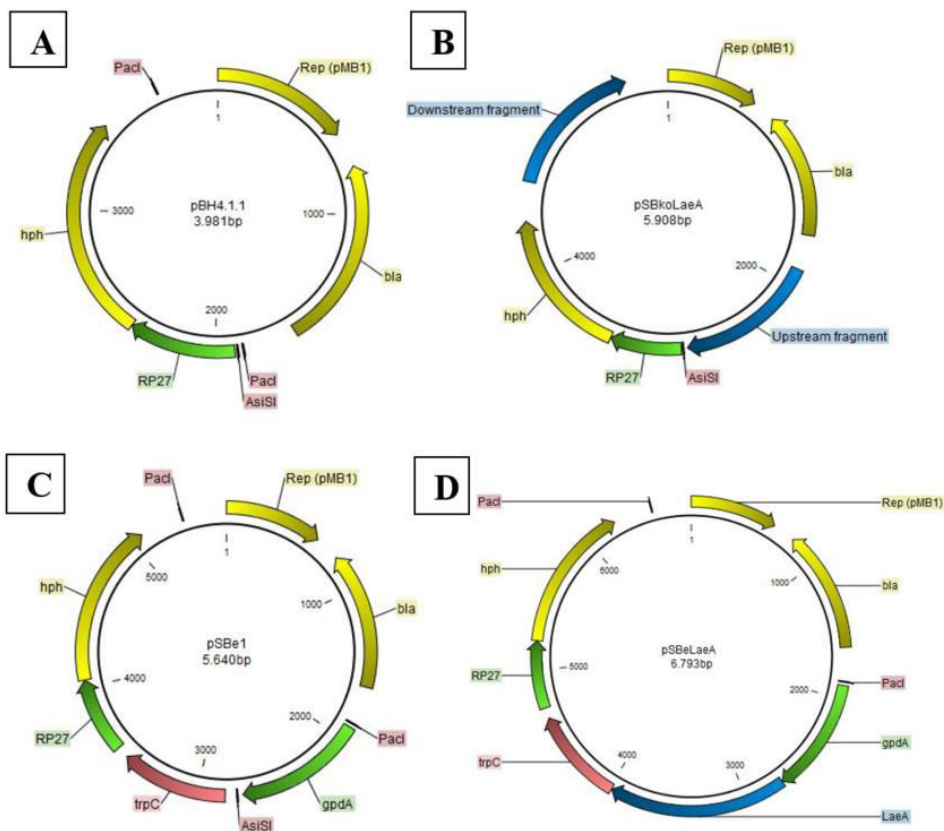 A
PacI
Rep (pMB1)
1
1000
2000
3000
pBH4.1.1
3.981bp
hph
bla
RP27
PacI
AsiSI
B
Rep (pMB1)
Downstream fragment
1
bla
pSBkoLaeA
5.908bp
2000
4000
hph
Upstream fragment
RP27
AsiSI
C
PacI
Rep (pMB1)
1
5000
hph
1000
bla
pSBe1
5.640bp
4000
2000
RP27
PacI
3000
trpC
gpdA
AsiSI
D
PacI
Rep (pMB1)
1
hph
6000
1000
bla
pSBeLaeA
6.793bp
RP27
5000
PacI
2000
gpdA
trpC
4000
3000
LaeA